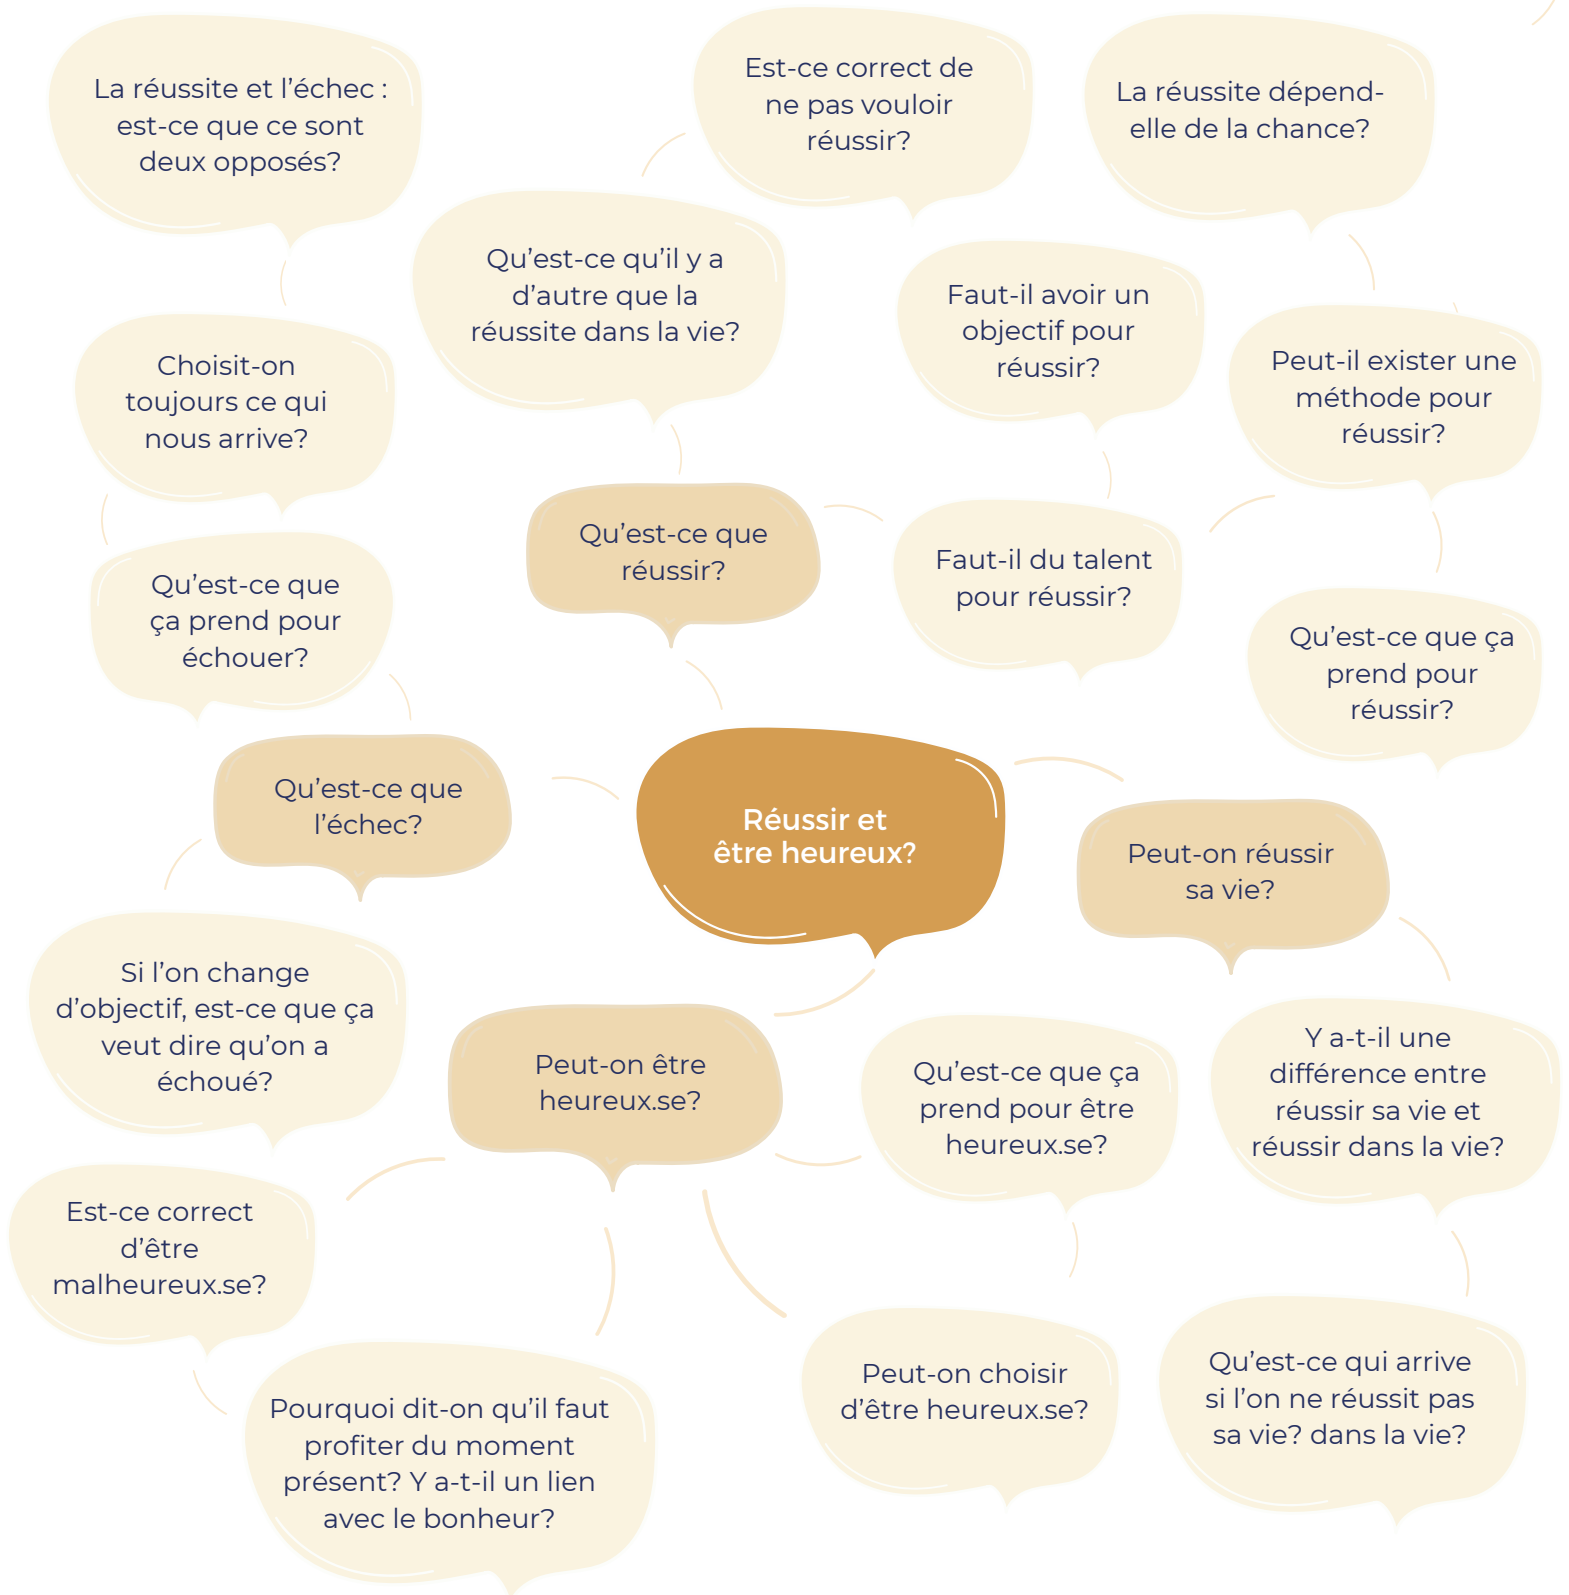 La réussite et l’échec :
est-ce que ce sont
deux opposés?
Est-ce correct de
ne pas vouloir
réussir?
La réussite dépend-
elle de la chance?
Qu’est-ce qu’il y a
d’autre que la
réussite dans la vie?
Faut-il avoir un
objectif pour
réussir?
Choisit-on
toujours ce qui
nous arrive?
Peut-il exister une
méthode pour
réussir?
Qu’est-ce que
réussir?
Faut-il du talent
pour réussir?
Qu’est-ce que
ça prend pour
échouer?
Qu’est-ce que ça
prend pour
réussir?
Qu’est-ce que
l’échec?
Réussir et
être heureux?
Peut-on réussir
sa vie?
Si l’on change
d’objectif, est-ce que ça
veut dire qu’on a
échoué?
Peut-on être
heureux.se?
Qu’est-ce que ça
prend pour être
heureux.se?
Y a-t-il une
différence entre
réussir sa vie et
réussir dans la vie?
Est-ce correct
d’être
malheureux.se?
Pourquoi dit-on qu’il faut
profiter du moment
présent? Y a-t-il un lien
avec le bonheur?
Peut-on choisir
d’être heureux.se?
Qu’est-ce qui arrive
si l’on ne réussit pas
sa vie? dans la vie?